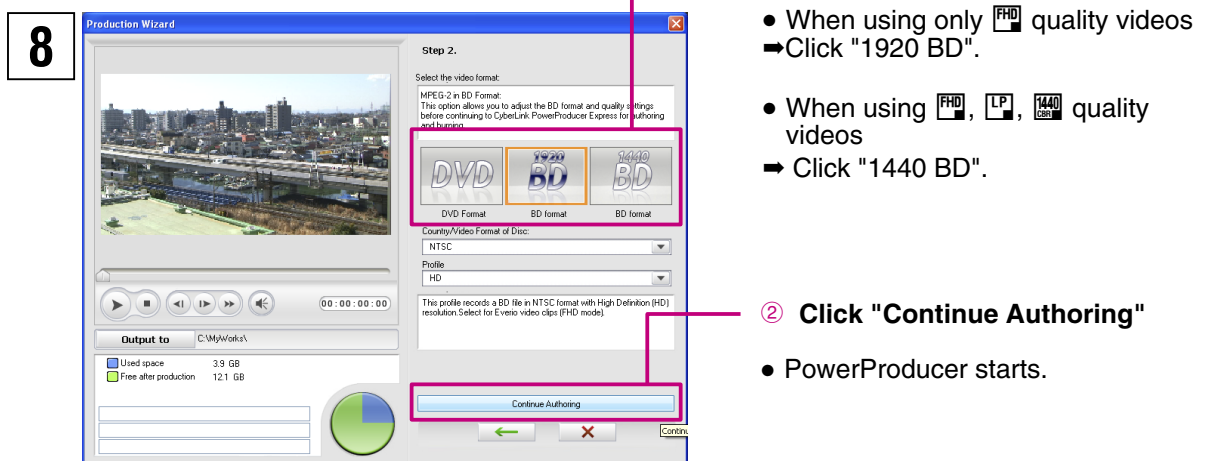 8
Production Wizard
Step 2.
Select the video format:
MPEG-2 in BD Format:
This option allows you to adjust the BD format and quality settings
before continuing to CyberLink PowerProducer Express for authoring
and burning.
DVD
1920
BD
1440
BD
DVD Format
BD format
BD format
Country/Video Format of Disc:
NTSC
Profile
HD
This profile records a BD file in NTSC format with High Definition (HD)
resolution.Select for Everio video clips (FHD mode).
00:00:00:00
Output to
C:\MyWorks\
Used space 3.9 GB
Free after production 12.1 GB
Continue Authoring
Continu
● When using only FHD quality videos
➡Click "1920 BD".
● When using FHD, LP, 1440 CBR quality
videos
➡ Click "1440 BD".
② Click "Continue Authoring"
● PowerProducer starts.